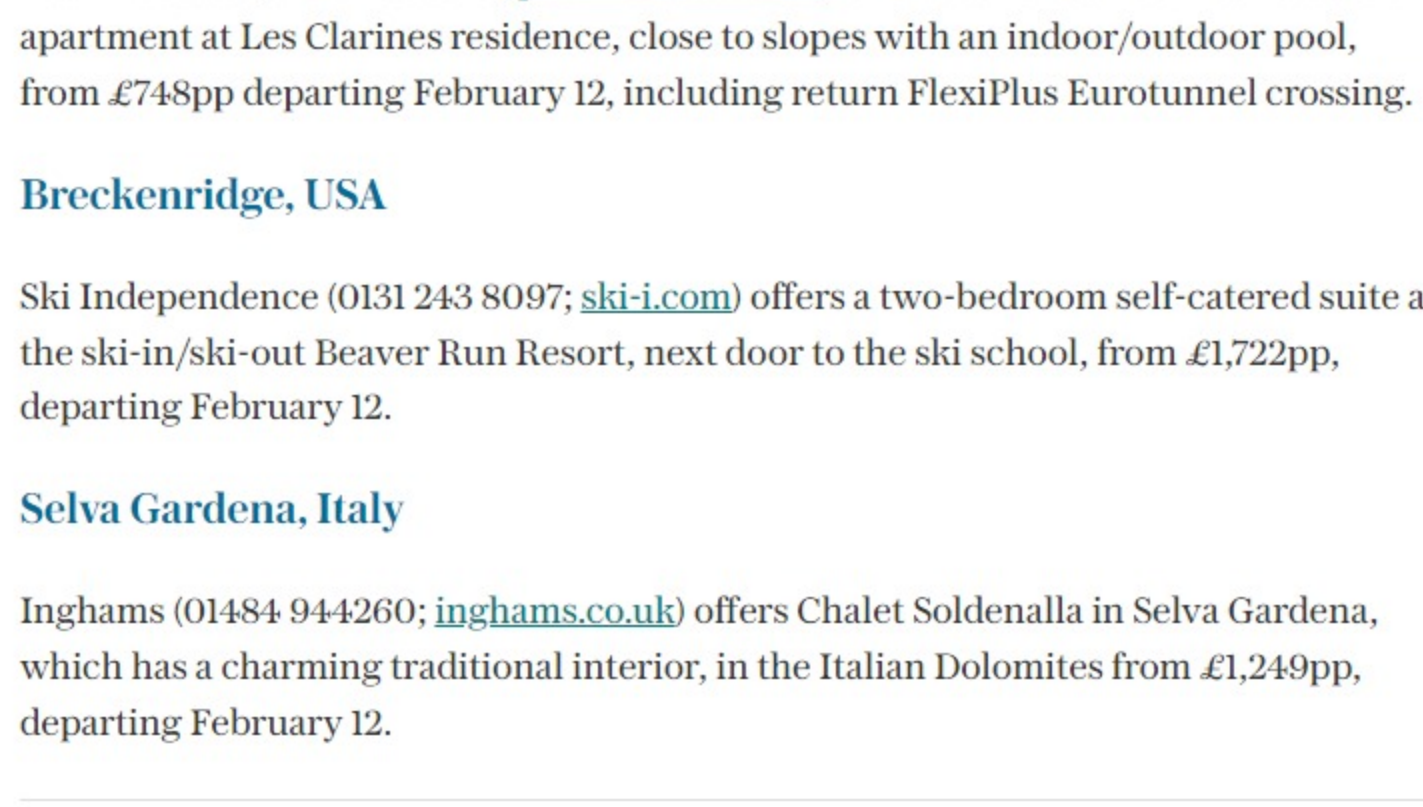 apartment at Les Clarines residence, close to slopes with an indoor/outdoor pool,
from £748pp departing February 12, including return FlexiPlus Eurotunnel crossing.
Breckenridge, USA
Ski Independence (0131 243 8097; ski-i.com) offers a two-bedroom self-catered suite a
the ski-in/ski-out Beaver Run Resort, next door to the ski school, from £1,722pp,
departing February 12.
Selva Gardena, Italy
Inghams (01484 944260; inghams.co.uk) offers Chalet Soldenalla in Selva Gardena,
which has a charming traditional interior, in the Italian Dolomites from £1,249pp,
departing February 12.